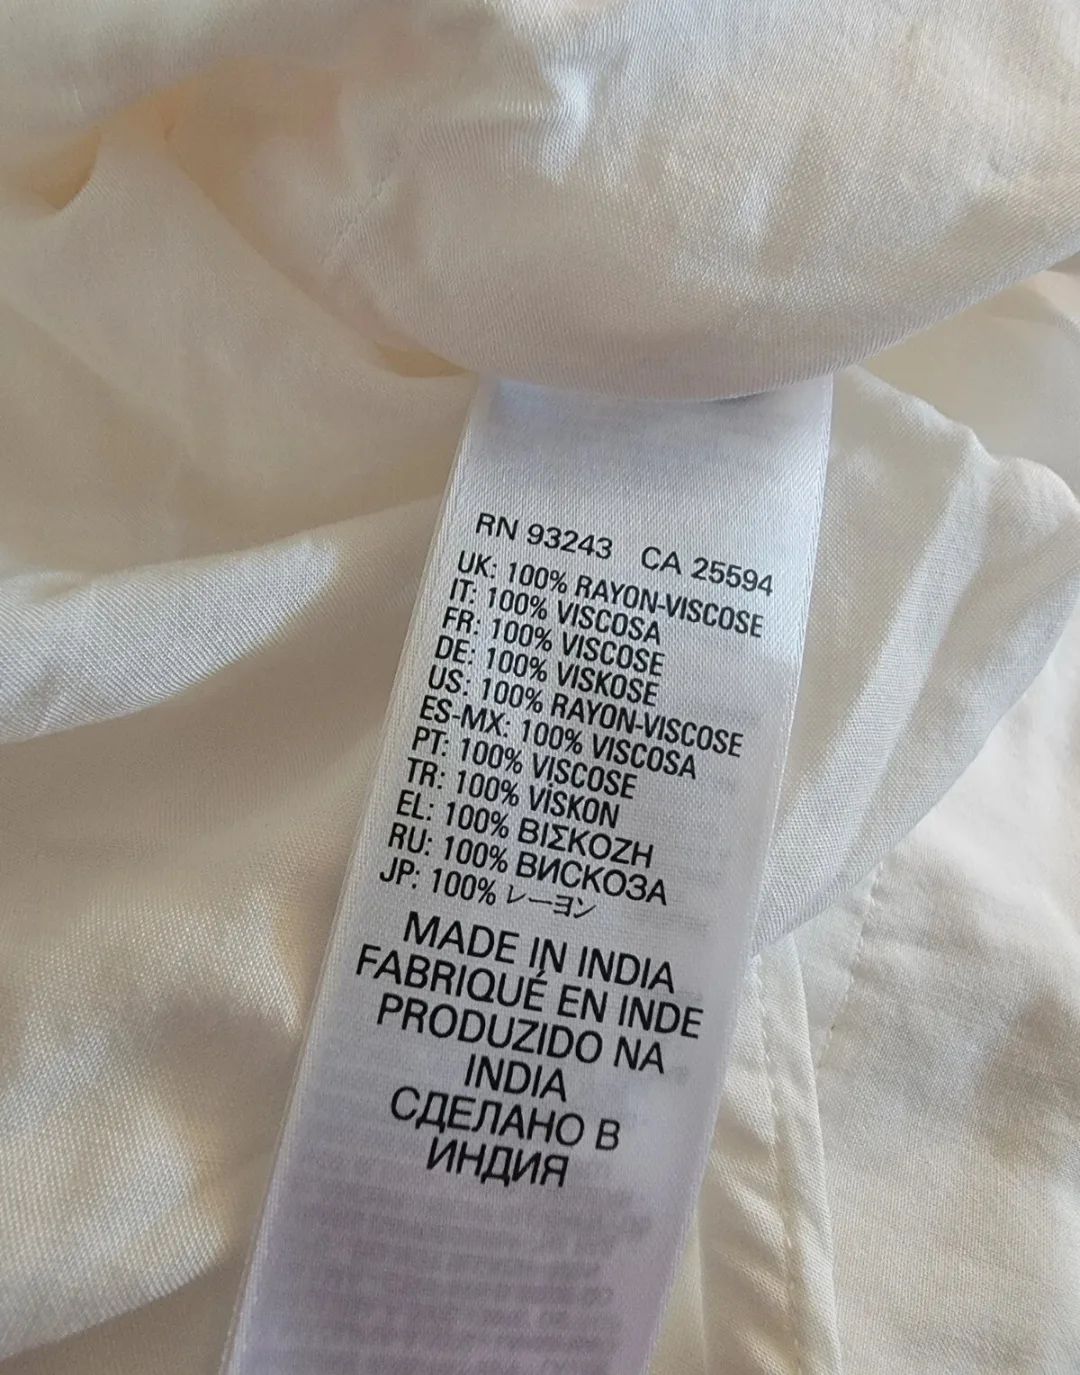 RN 93243 CA 25594
UK: 100% RAYON-VISCOSE
IT: 100% VISCOSA
FR: 100% VISCOSE
DE: 100% VISKOSE
US: 100% RAYON-VISCOSE
ES-MX: 100% VISCOSA
PT: 100% VISCOSE
TR: 100% VİSKON
EL: 100% ΒΙΣΚΟΖΗ
RU: 100% ВИСКОЗА
JP: 100% レーヨン
MADE IN INDIA
FABRIQUÉ EN INDE
PRODUZIDO NA
INDIA
СДЕЛАНО В
ИНДИЯ